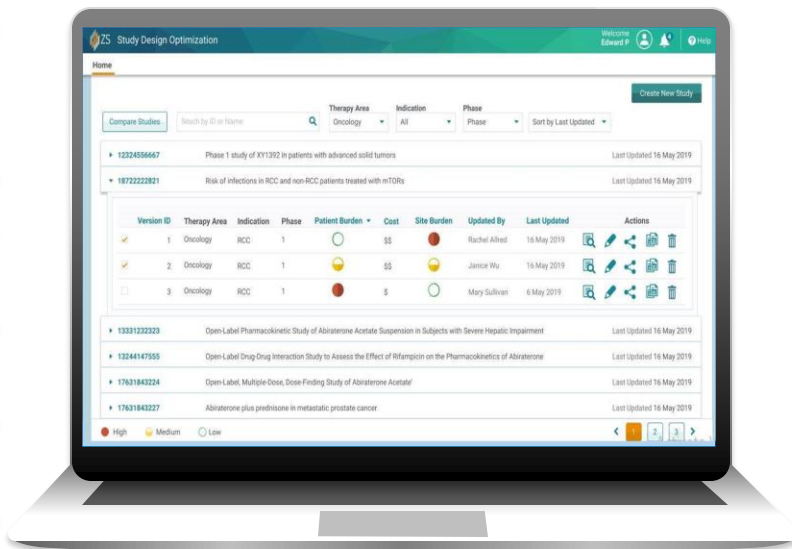 ZS Study Design Optimization
Welcome
Edward P
4
? Help
Home
Create New Study
Therapy Area Indication Phase
Compare Studies Search by ID or Name Oncology All Phase Sort by Last Updated
12324556667 Phase 1 study of XY1392 in patients with advanced solid tumors Last Updated 16 May 2019
18722222821 Risk of infections in RCC and non-RCC patients treated with mTORs Last Updated 16 May 2019
Version ID Therapy Area Indication Phase Patient Burden Cost Site Burden Updated By Last Updated Actions
1 Oncology RCC 1 $$ Rachel Allred 16 May 2019
2 Oncology RCC 1 $$ Janice Wu 16 May 2019
3 Oncology RCC 1 $ Mary Sullivan 6 May 2019
13331232323 Open-Label Pharmacokinetic Study of Abiraterone Acetate Suspension in Subjects with Severe Hepatic Impairment Last Updated 16 May 2019
13244147555 Open-Label Drug-Drug Interaction Study to Assess the Effect of Rifampicin on the Pharmacokinetics of Abiraterone Last Updated 16 May 2019
17631843224 Open-Label, Multiple-Dose, Dose-Finding Study of Abiraterone Acetate' Last Updated 16 May 2019
17631843227 Abiraterone plus prednisone in metastatic prostate cancer Last Updated 16 May 2019
High Medium Low 1 2 3